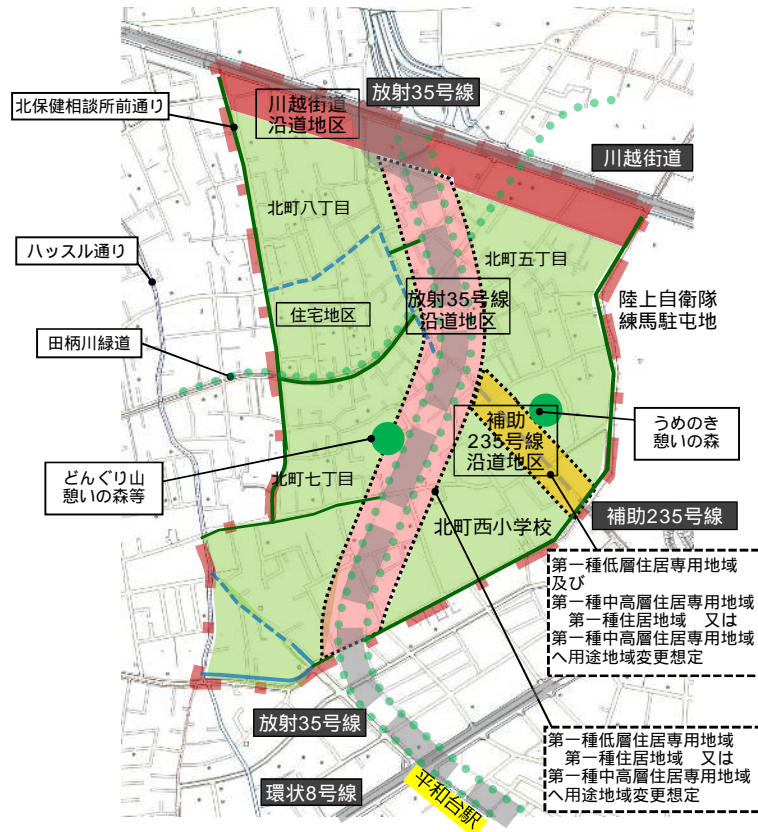 放射35号線
北保健相談所前通り
川越街道
沿道地区
川越街道
北町八丁目
ハッスル通り
北町五丁目
陸上自衛隊
練馬駐屯地
放射35号線
沿道地区
住宅地区
田柄川緑道
補助
235号線
沿道地区
うめのき
憩いの森
どんぐり山
憩いの森等
北町七丁目
補助235号線
北町西小学校
第一種低層住居専用地域
及び
第一種中高層住居専用地域
第一種住居地域 又は
第一種中高層住居専用地域
へ用途地域変更想定
放射35号線
第一種低層住居専用地域
第一種住居地域 又は
第一種中高層住居専用地域
へ用途地域変更想定
環状8号線
平和台駅